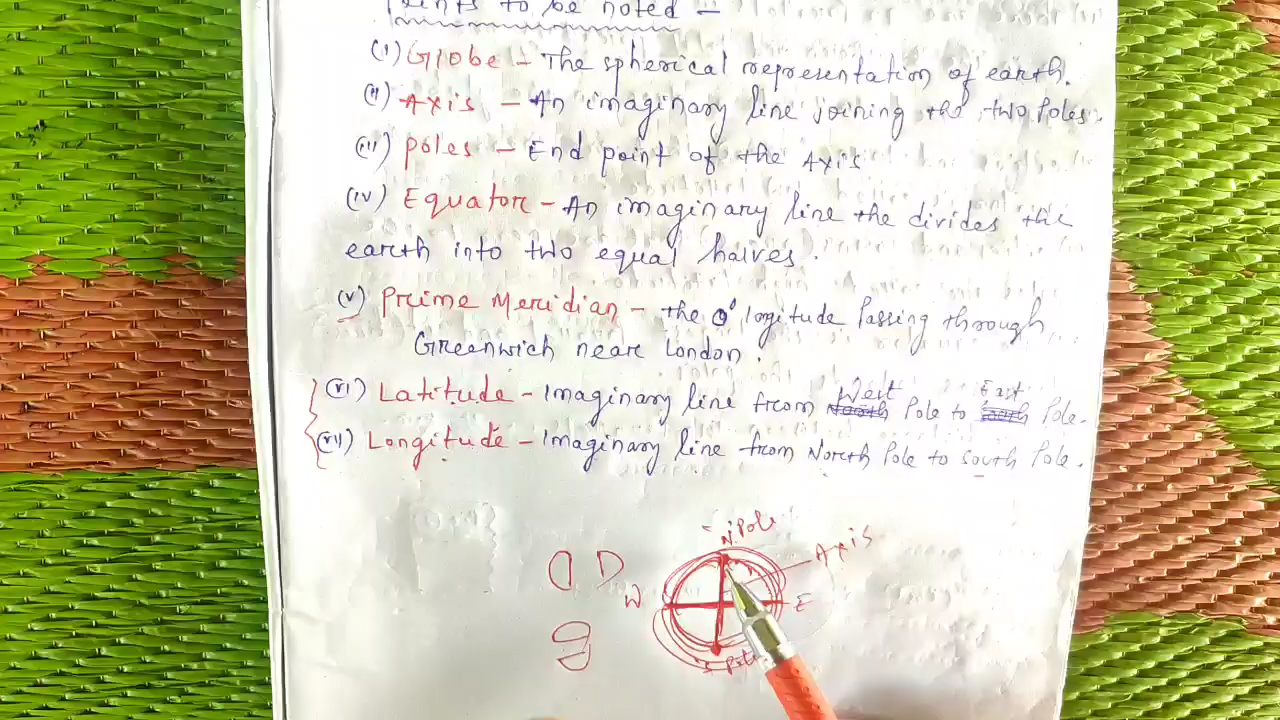 Points to be noted -
(i) Globe - The spherical representation of earth.
(ii) Axis - An imaginary line joining the two Poles.
(iii) Poles - End point of the Axis
(iv) Equator - An imaginary line the divides the
earth into two equal halves.
(v) Prime Meridian - the 0° logitude Passing through
Greenwich near London.
(vi) Latitude - Imaginary line from West Pole to East Pole.
(vii) Longitude - Imaginary line from North Pole to South Pole.
N. Pole
Axis
W
E
S Pole